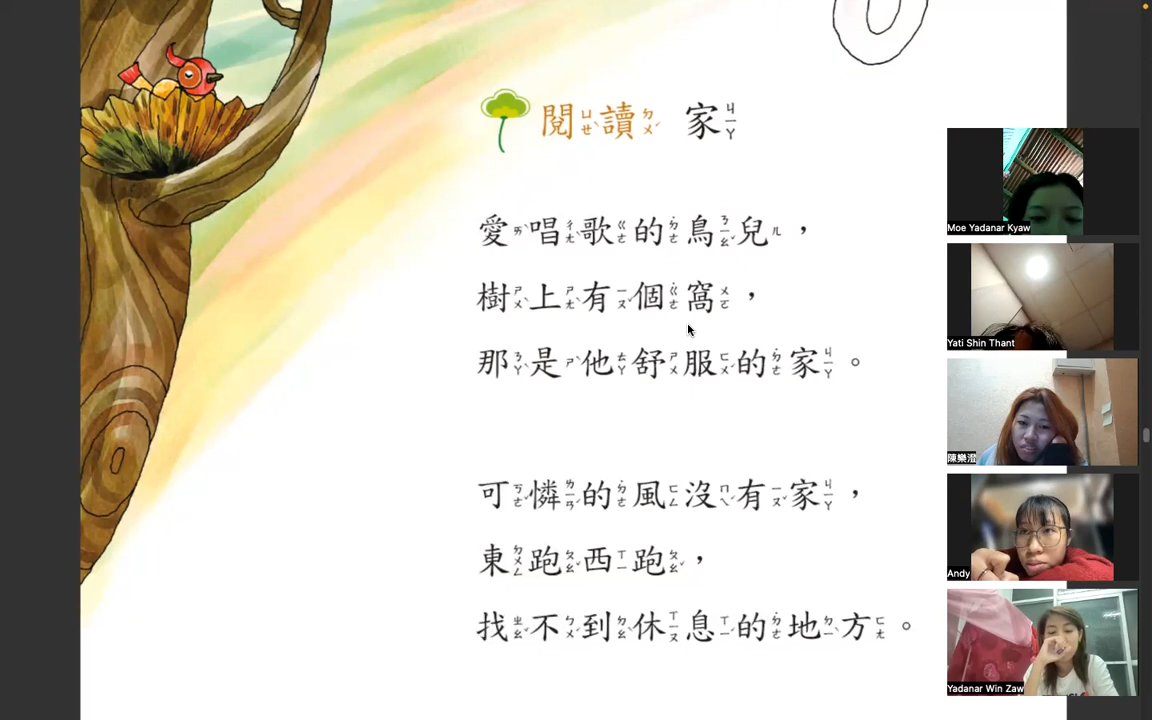 閱讀 家
愛唱歌的鳥兒，
樹上有個窩，
那是他舒服的家。
可憐的風沒有家，
東跑西跑，
找不到休息的地方。
Moe Yadanar Kyaw
Yati Shin Thant
陳樂澄
Andy
Yadanar Win Zaw